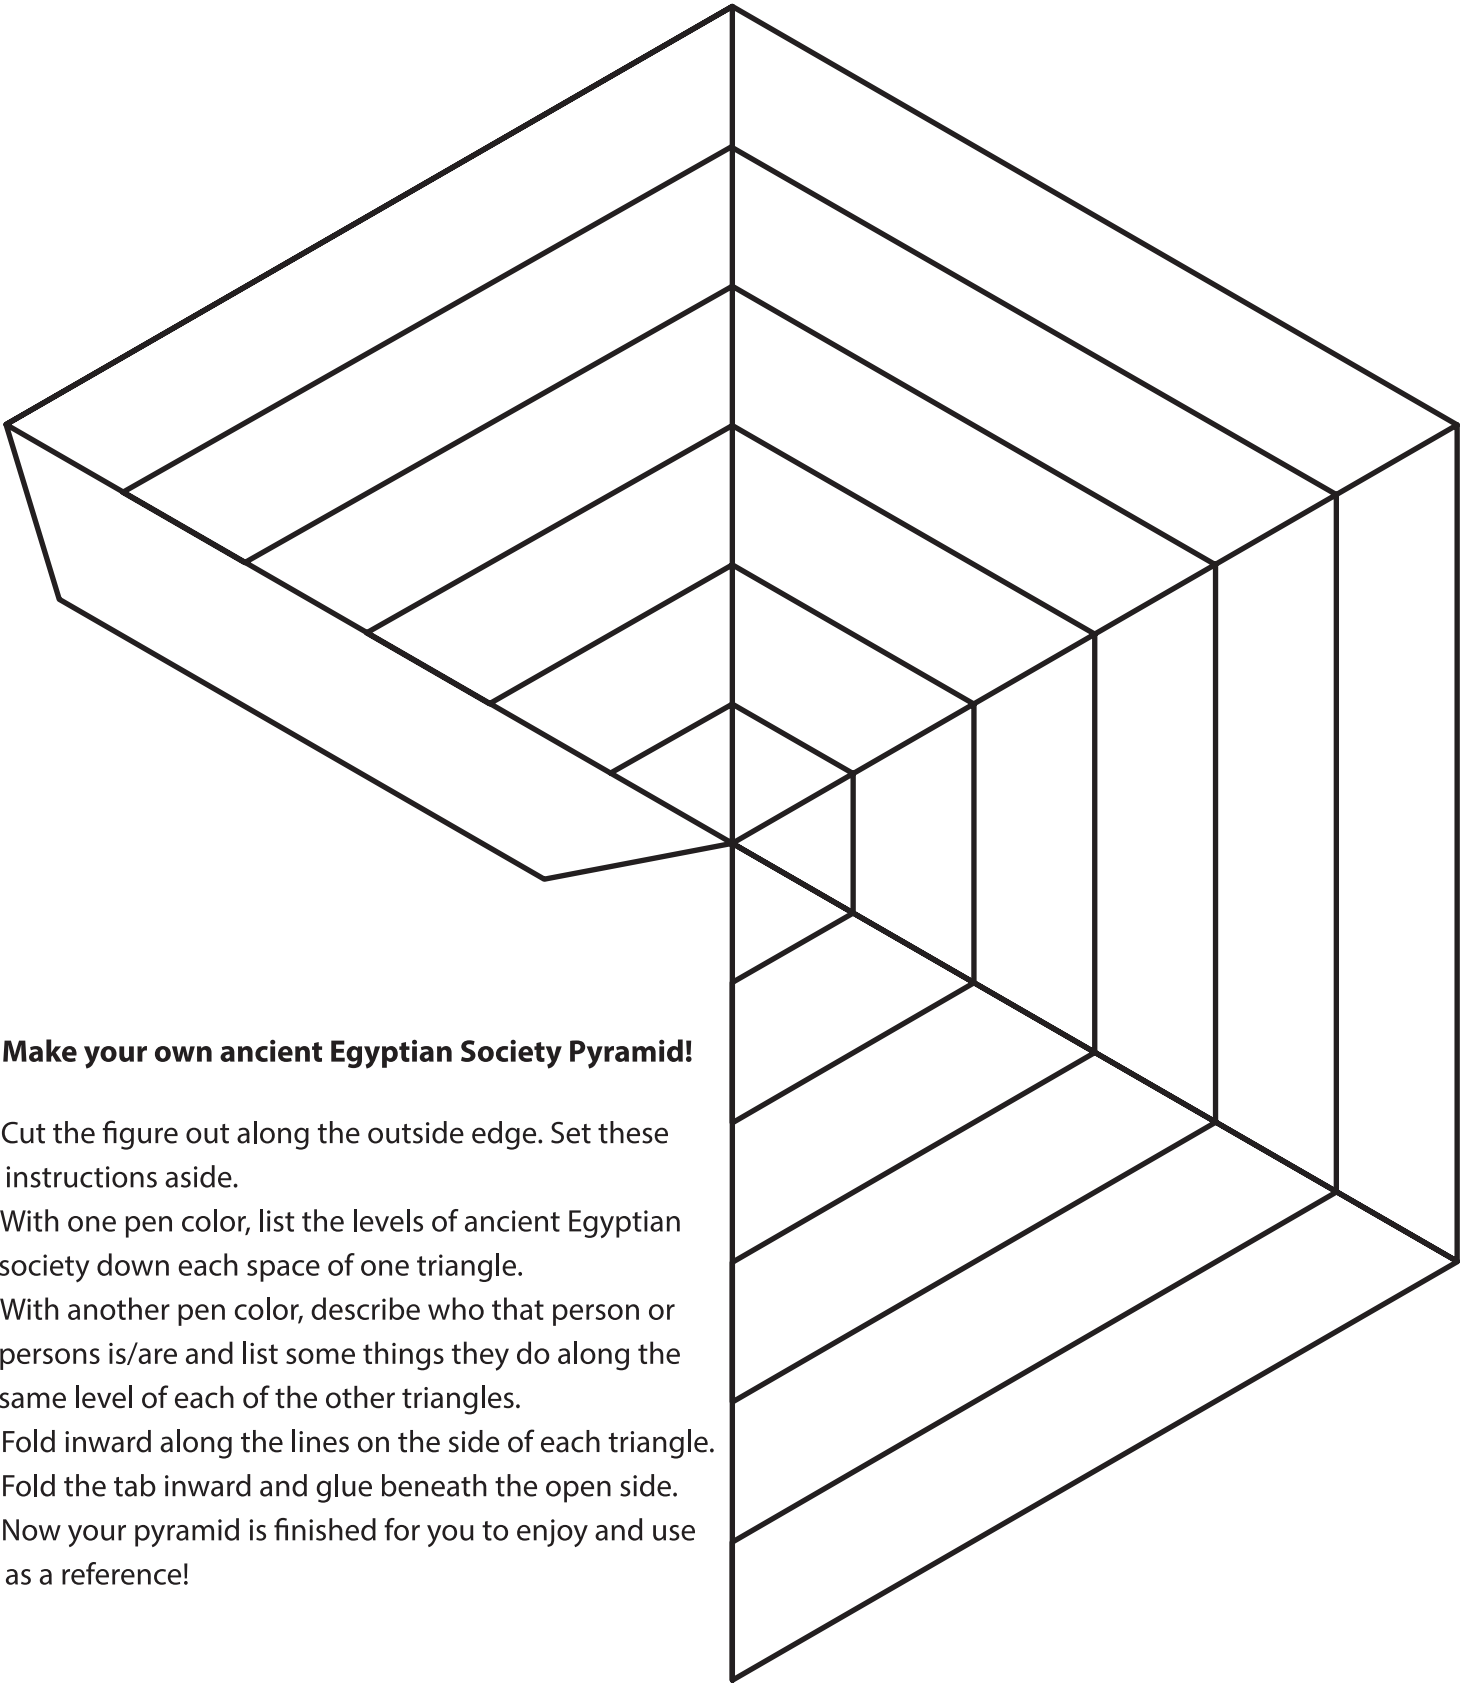 Make your own ancient Egyptian Society Pyramid!
Cut the figure out along the outside edge. Set these
instructions aside.
With one pen color, list the levels of ancient Egyptian
society down each space of one triangle.
With another pen color, describe who that person or
persons is/are and list some things they do along the
same level of each of the other triangles.
Fold inward along the lines on the side of each triangle.
Fold the tab inward and glue beneath the open side.
Now your pyramid is finished for you to enjoy and use
as a reference!